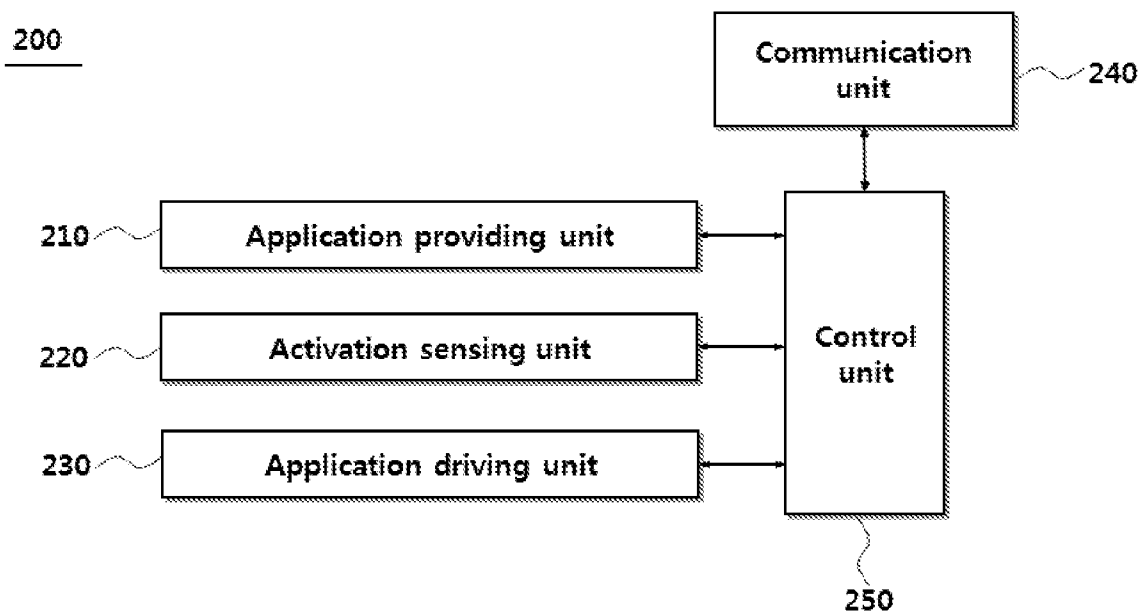 200
Communication
unit
240
210
Application providing unit
220
Activation sensing unit
Control
unit
230
Application driving unit
250